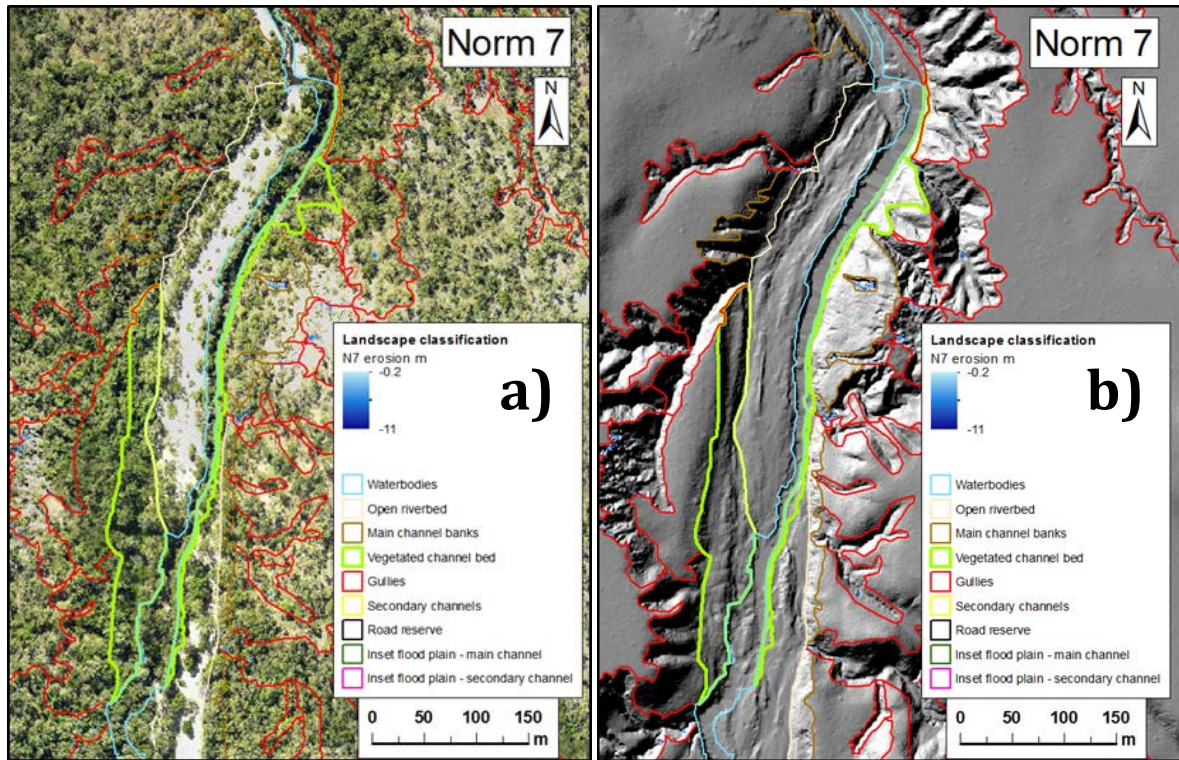 Norm 7
N
a)
Landscape classification
N7 erosion m
-0.2
-11
Waterbodies
Open riverbed
Main channel banks
Vegetated channel bed
Gullies
Secondary channels
Road reserve
Inset flood plain - main channel
Inset flood plain - secondary channel
0 50 100 150
m
Norm 7
N
b)
Landscape classification
N7 erosion m
-0.2
-11
Waterbodies
Open riverbed
Main channel banks
Vegetated channel bed
Gullies
Secondary channels
Road reserve
Inset flood plain - main channel
Inset flood plain - secondary channel
0 50 100 150
m